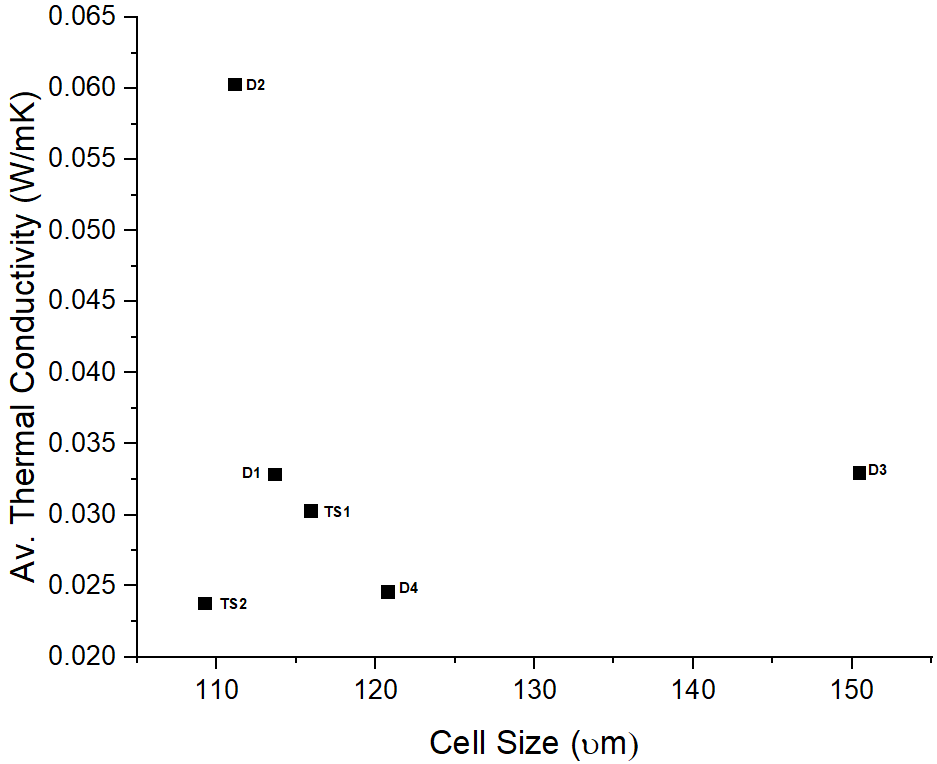 0.065
0.060
0.055
0.050
0.045
0.040
0.035
0.030
0.025
0.020
Av. Thermal Conductivity (W/mK)
D2
D1
D3
TS1
D4
TS2
110
120
130
140
150
Cell Size (υm)